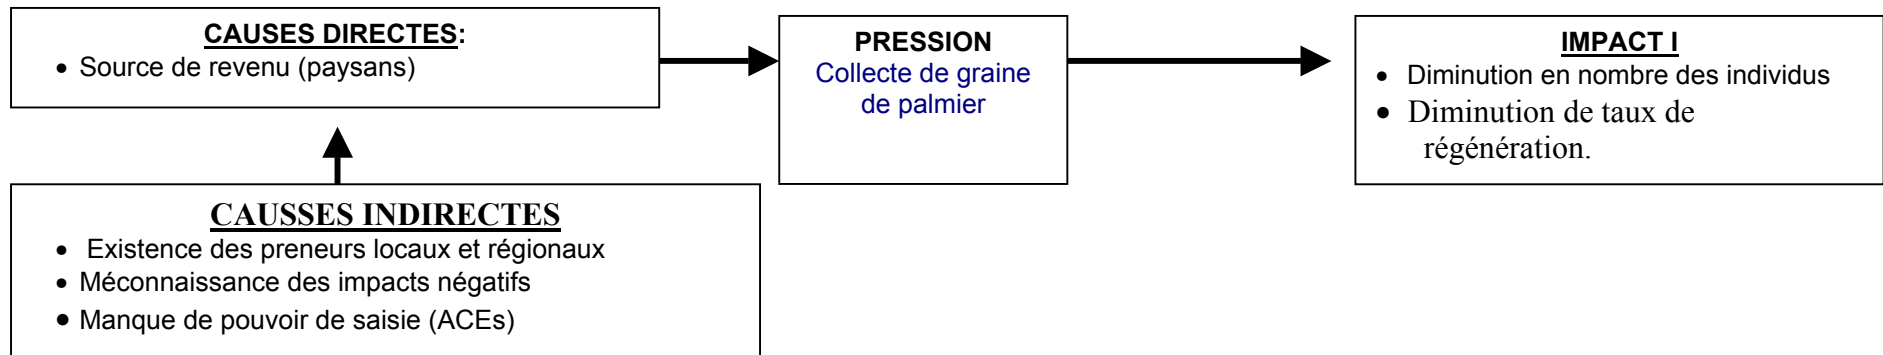 CAUSES DIRECTES:
• Source de revenu (paysans)
PRESSION
Collecte de graine
de palmier
IMPACT I
• Diminution en nombre des individus
• Diminution de taux de
régénération.
CAUSSES INDIRECTES
• Existence des preneurs locaux et régionaux
• Méconnaissance des impacts négatifs
• Manque de pouvoir de saisie (ACEs)